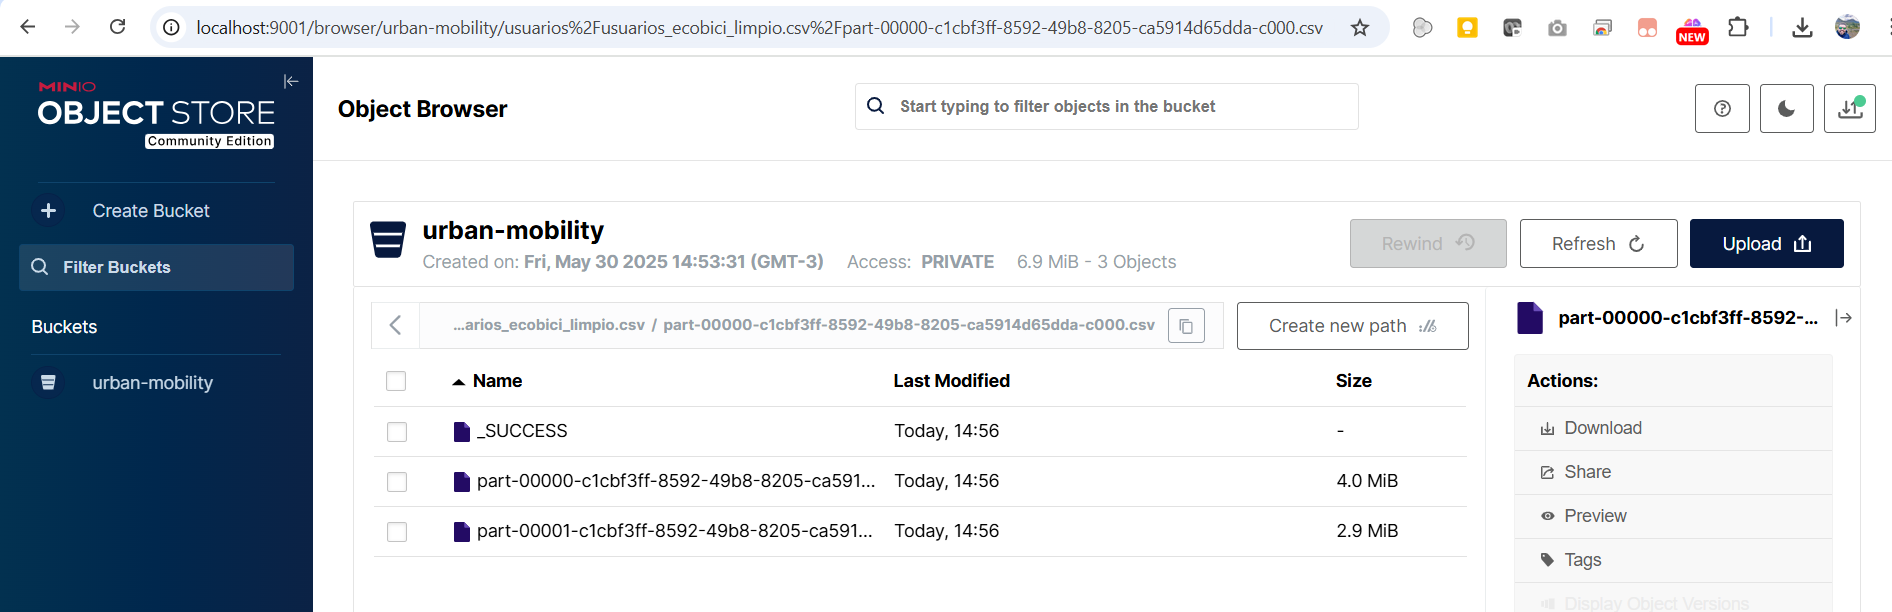 localhost:9001/browser/urban-mobility/usuarios%2Fusuarios_ecobici_limpio.csv%2Fpart-00000-c1cbf3ff-8592-49b8-8205-ca5914d65dda-c000.csv
NEW
MINIO
OBJECT STORE
Community Edition
Create Bucket
Filter Buckets
Buckets
urban-mobility
Object Browser
Start typing to filter objects in the bucket
urban-mobility
Created on: Fri, May 30 2025 14:53:31 (GMT-3) Access: PRIVATE 6.9 MiB - 3 Objects
Rewind
Refresh
Upload
...arios_ecobici_limpio.csv / part-00000-c1cbf3ff-8592-49b8-8205-ca5914d65dda-c000.csv
Create new path
Name Last Modified Size
_SUCCESS Today, 14:56 -
part-00000-c1cbf3ff-8592-49b8-8205-ca591... Today, 14:56 4.0 MiB
part-00001-c1cbf3ff-8592-49b8-8205-ca591... Today, 14:56 2.9 MiB
part-00000-c1cbf3ff-8592-...
Actions:
Download
Share
Preview
Tags
Display Object Versions